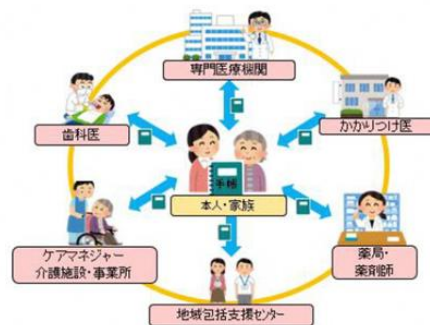 専門医療機関
歯科医
かかりつけ医
手帳
本人・家族
ケアマネジャー
介護施設・事業所
薬局・
薬剤師
地域包括支援センター